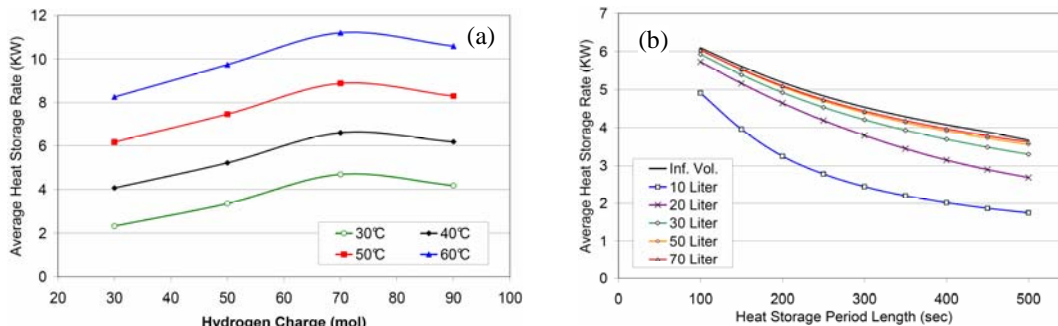 (a)
Average Heat Storage Rate (KW)
12
10
8
6
4
2
0
30℃
40℃
50℃
60℃
20 30 40 50 60 70 80 90 100
Hydrogen Charge (mol)
(b)
Average Heat Storage Rate (KW)
7
6
5
4
3
2
1
0
Inf. Vol.
10 Liter
20 Liter
30 Liter
50 Liter
70 Liter
0 100 200 300 400 500
Heat Storage Period Length (sec)